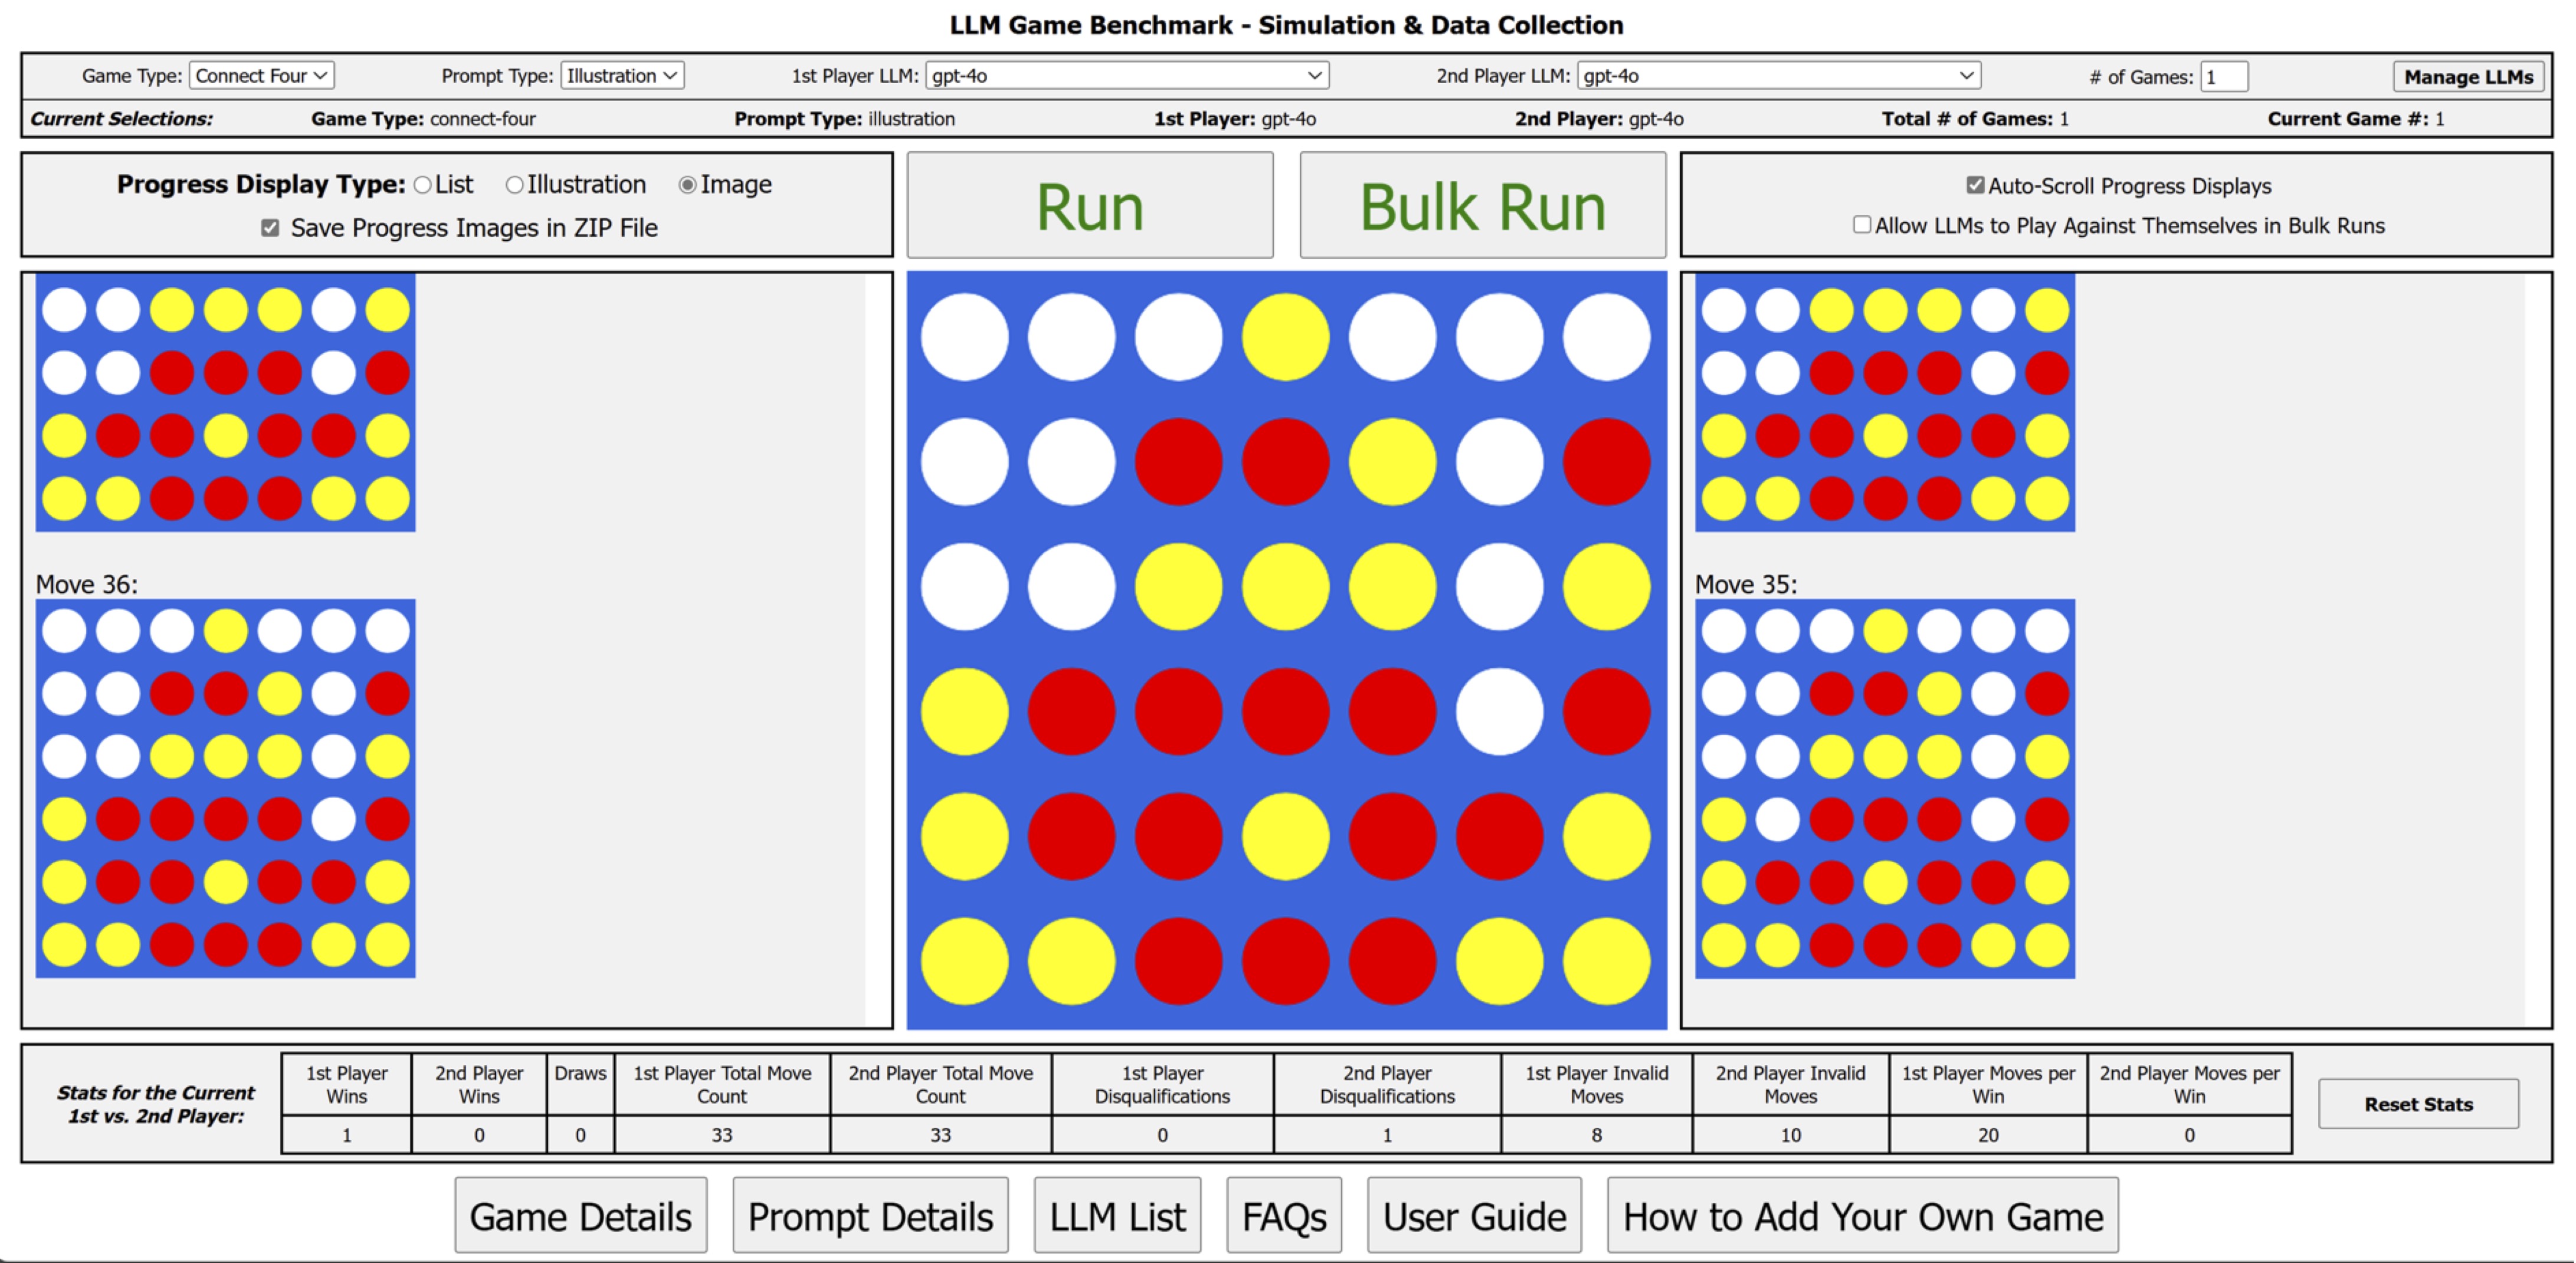 LLM Game Benchmark - Simulation & Data Collection
Game Type: Connect Four Prompt Type: Illustration 1st Player LLM: gpt-4o 2nd Player LLM: gpt-4o # of Games: 1 Manage LLMs
Current Selections: Game Type: connect-four Prompt Type: illustration 1st Player: gpt-4o 2nd Player: gpt-4o Total # of Games: 1 Current Game #: 1
Progress Display Type: List Illustration Image
Save Progress Images in ZIP File
Run
Bulk Run
Auto-Scroll Progress Displays
Allow LLMs to Play Against Themselves in Bulk Runs
Move 36:
Move 35:
Stats for the Current
1st vs. 2nd Player:
1st Player Wins 2nd Player Wins Draws 1st Player Total Move Count 2nd Player Total Move Count 1st Player Disqualifications 2nd Player Disqualifications 1st Player Invalid Moves 2nd Player Invalid Moves 1st Player Moves per Win 2nd Player Moves per Win
1 0 0 33 33 0 1 8 10 20 0
Reset Stats
Game Details Prompt Details LLM List FAQs User Guide How to Add Your Own Game